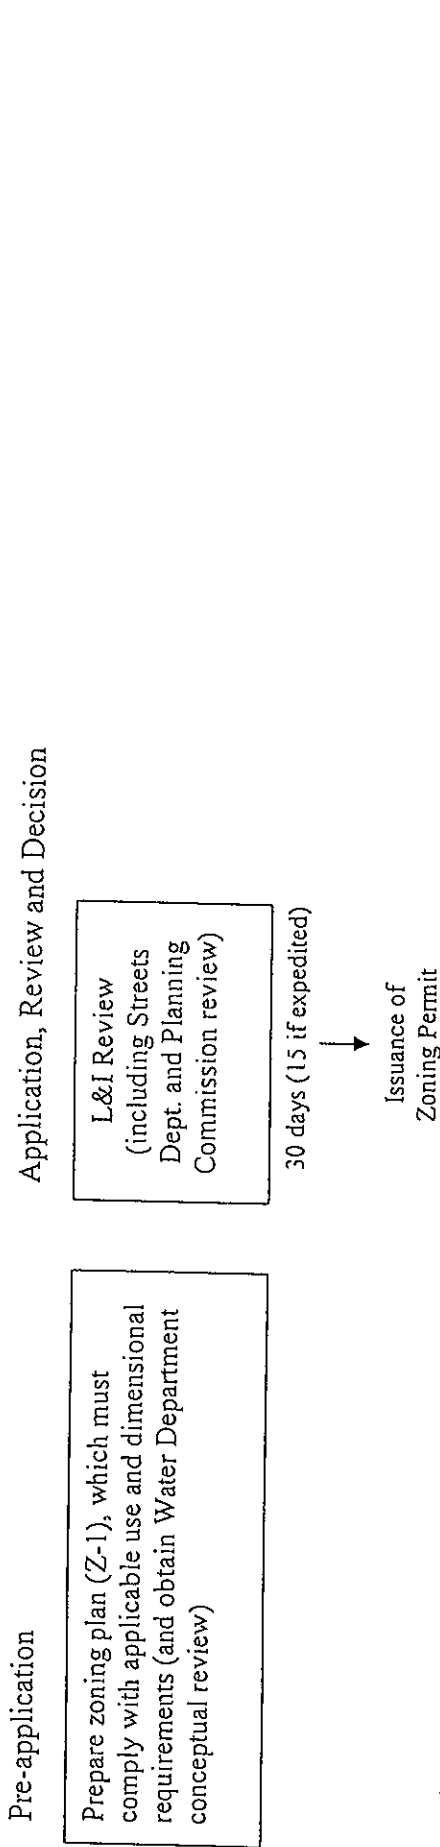 Pre-application
Prepare zoning plan (Z-1), which must
comply with applicable use and dimensional
requirements (and obtain Water Department
conceptual review)
Application, Review and Decision
L&I Review
(including Streets
Dept. and Planning
Commission review)
30 days (15 if expedited)
Issuance of
Zoning Permit